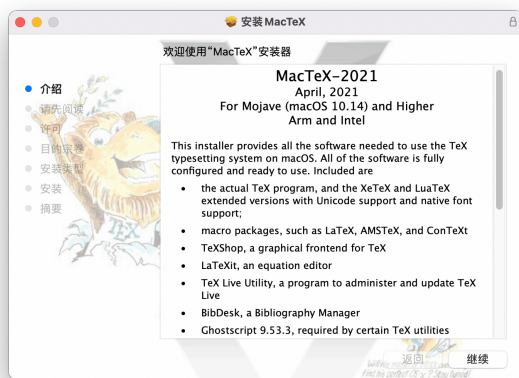 安装 MacTeX
欢迎使用“MacTeX”安装器
介绍
请先阅读
许可
目的宗卷
安装类型
安装
摘要
MacTeX-2021
April, 2021
For Mojave (macOS 10.14) and Higher
Arm and Intel
This installer provides all the software needed to use the TeX
typesetting system on macOS. All of the software is fully
configured and ready to use. Included are
• the actual TeX program, and the XeTeX and LuaTeX
extended versions with Unicode support and native font
support;
• macro packages, such as LaTeX, AMSTeX, and ConTeXt
• TeXShop, a graphical frontend for TeX
• LaTeXit, an equation editor
• TeX Live Utility, a program to administer and update TeX
Live
• BibDesk, a Bibliography Manager
• Ghostscript 9.53.3, required by certain TeX utilities
TEX
返回
继续